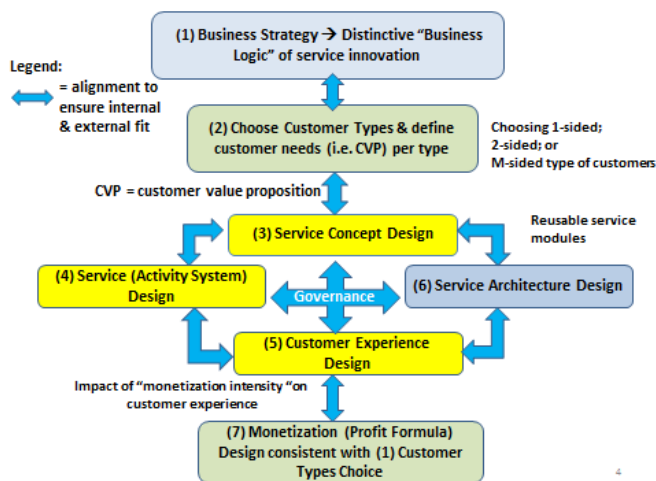 (1) Business Strategy → Distinctive “Business
Logic” of service innovation
Legend:
= alignment to
ensure internal
& external fit
(2) Choose Customer Types & define
customer needs (i.e. CVP) per type
Choosing 1-sided;
2-sided; or
M-sided type of customers
CVP = customer value proposition
(3) Service Concept Design
Reusable service
modules
(4) Service (Activity System)
Design
Governance
(6) Service Architecture Design
(5) Customer Experience
Design
Impact of “monetization intensity “on
customer experience
(7) Monetization (Profit Formula)
Design consistent with (1) Customer
Types Choice
4